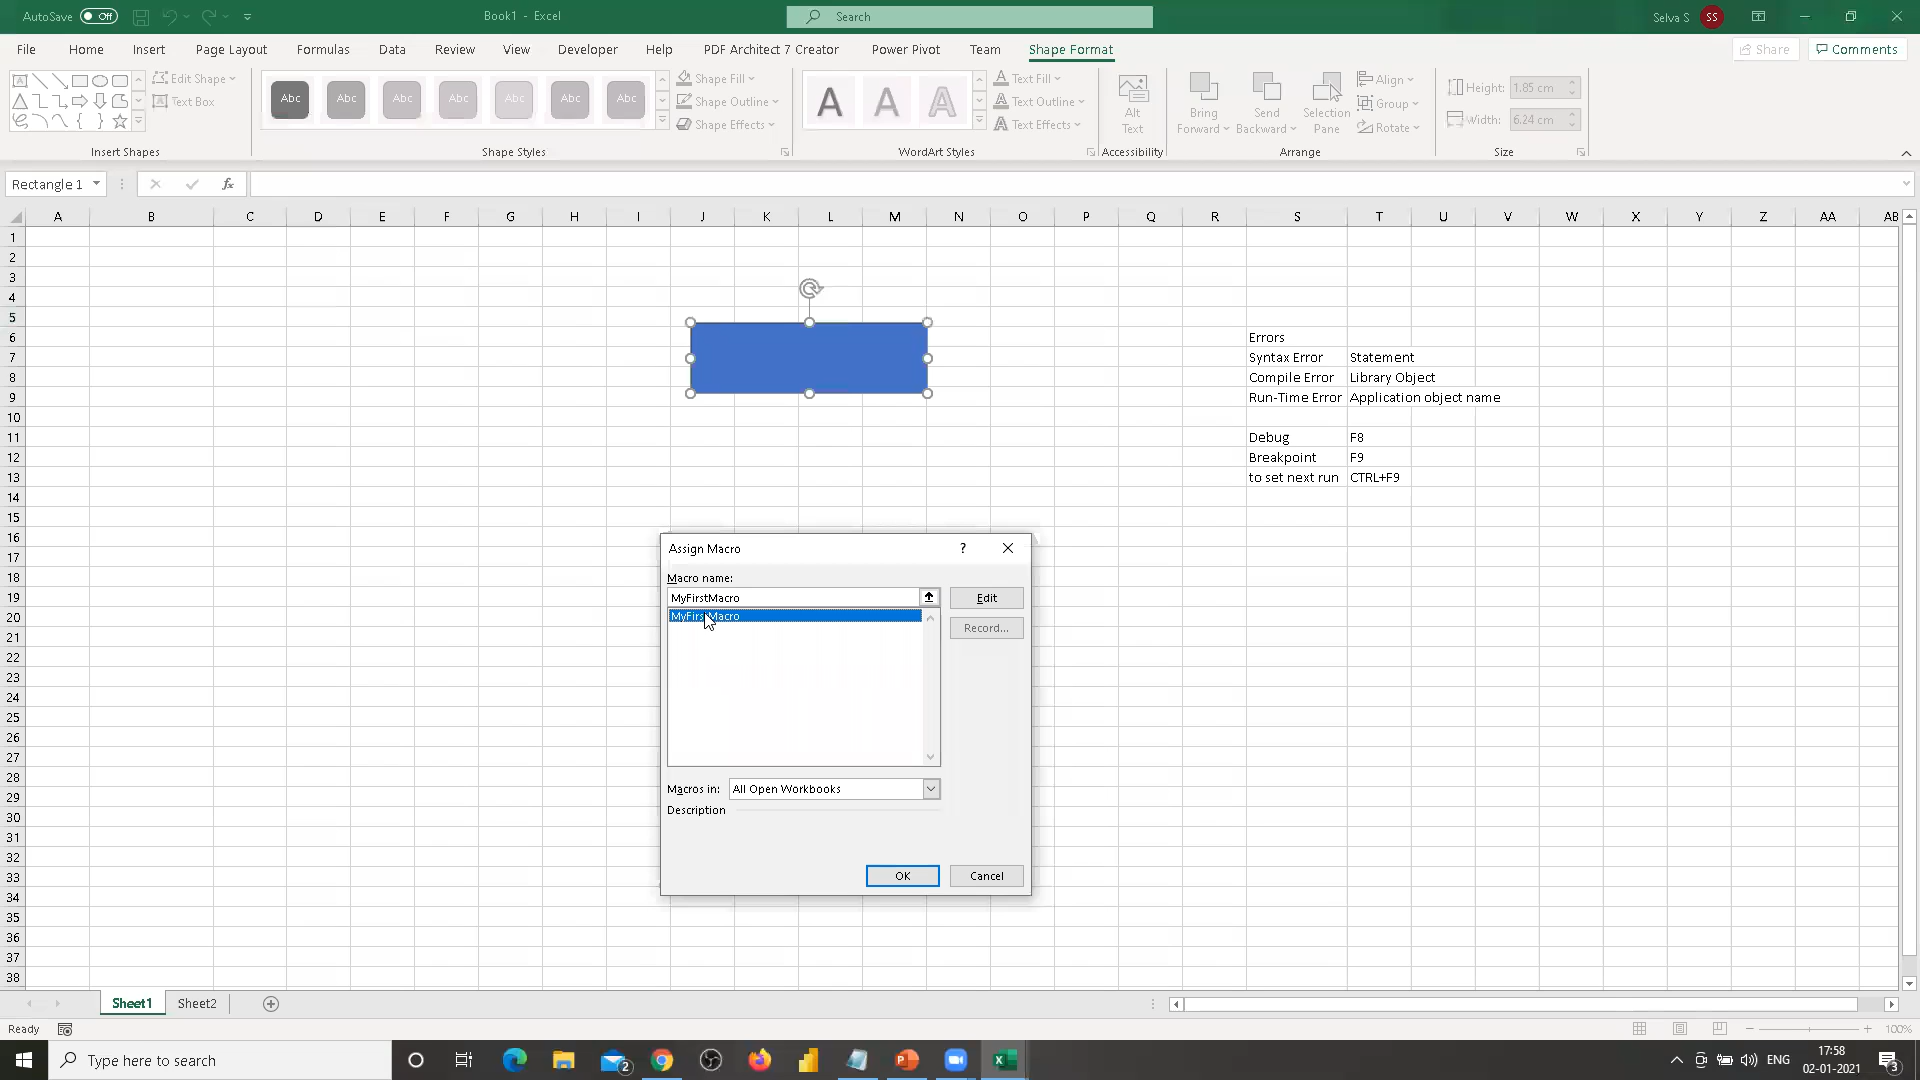 AutoSave Off Book1 - Excel Search Selva S SS
File Home Insert Page Layout Formulas Data Review View Developer Help PDF Architect 7 Creator Power Pivot Team Shape Format Share Comments
Edit Shape
Text Box
Insert Shapes
Abc Abc Abc Abc Abc Abc Abc
Shape Fill
Shape Outline
Shape Effects
Shape Styles
A A A
Text Fill
Text Outline
Text Effects
WordArt Styles
Alt Text
Accessibility
Bring Forward
Send Backward
Selection Pane
Align
Group
Rotate
Arrange
Height: 1.85 cm
Width: 6.24 cm
Size
Rectangle 1 fx
A B C D E F G H I J K L M N O P Q R S T U V W X Y Z AA AB
1
2
3
4
5
6 Errors
7 Syntax Error Statement
8 Compile Error Library Object
9 Run-Time Error Application object name
10
11 Debug F8
12 Breakpoint F9
13 to set next run CTRL+F9
14
15
16
17
18
19
20
21
22
23
24
25
26
27
28
29
30
31
32
33
34
35
36
37
38
Assign Macro ?
Macro name:
MyFirstMacro Edit
MyFirstMacro
Record...
Macros in: All Open Workbooks
Description
OK Cancel
Sheet1 Sheet2
Ready 100%
Type here to search 2 ENG 17:58
02-01-2021 3